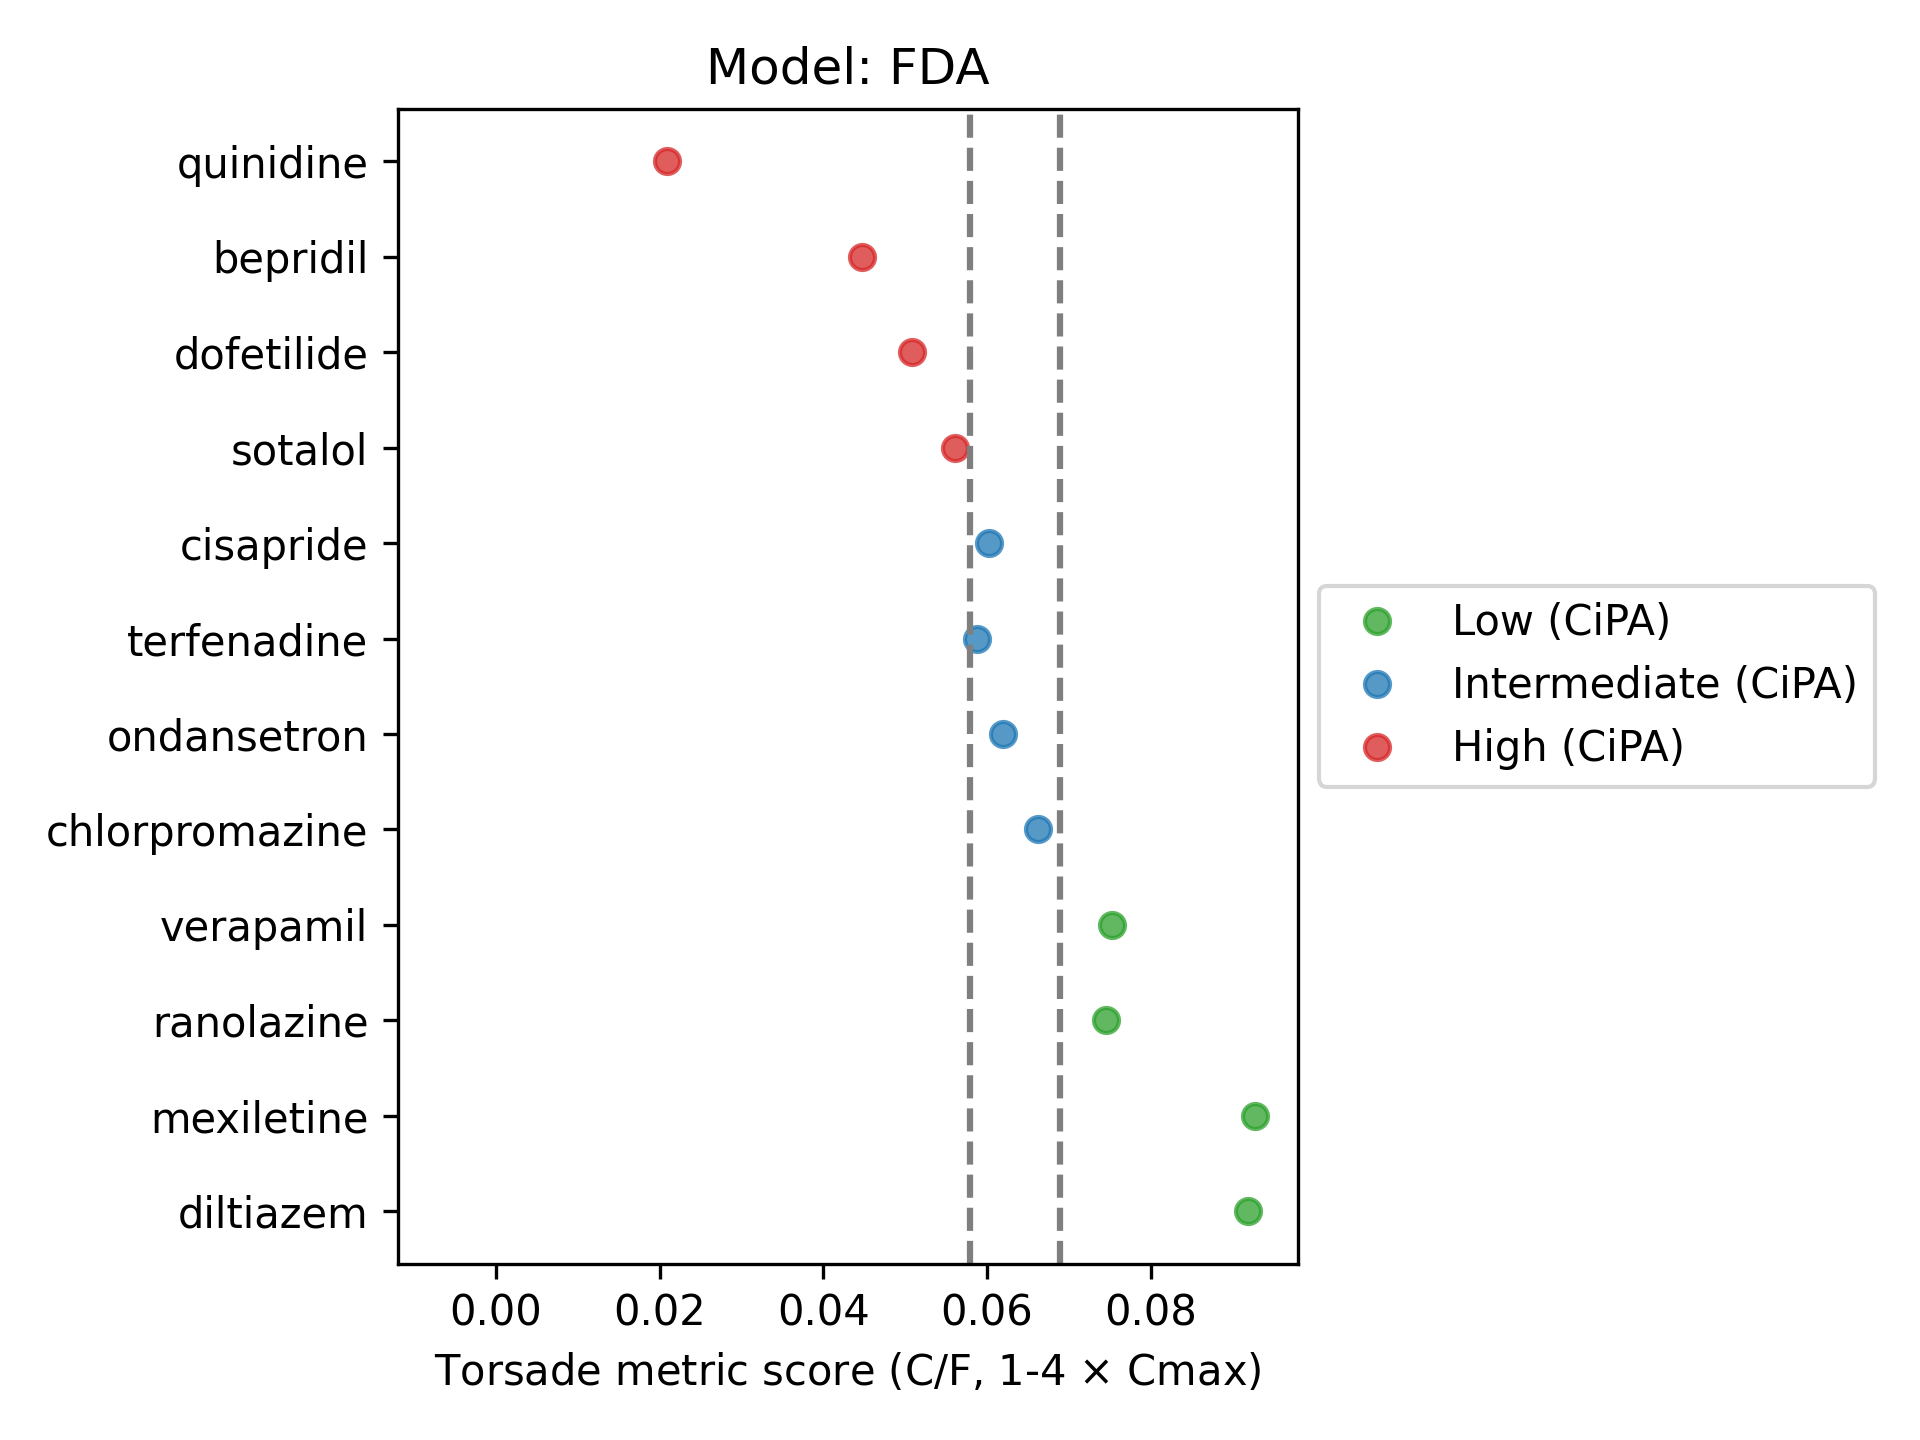 Model: FDA
quinidine
bepridil
dofetilide
sotalol
cisapride
terfenadine
ondansetron
chlorpromazine
verapamil
ranolazine
mexiletine
diltiazem
0.00 0.02 0.04 0.06 0.08
Torsade metric score (C/F, 1-4 × Cmax)
Low (CiPA)
Intermediate (CiPA)
High (CiPA)